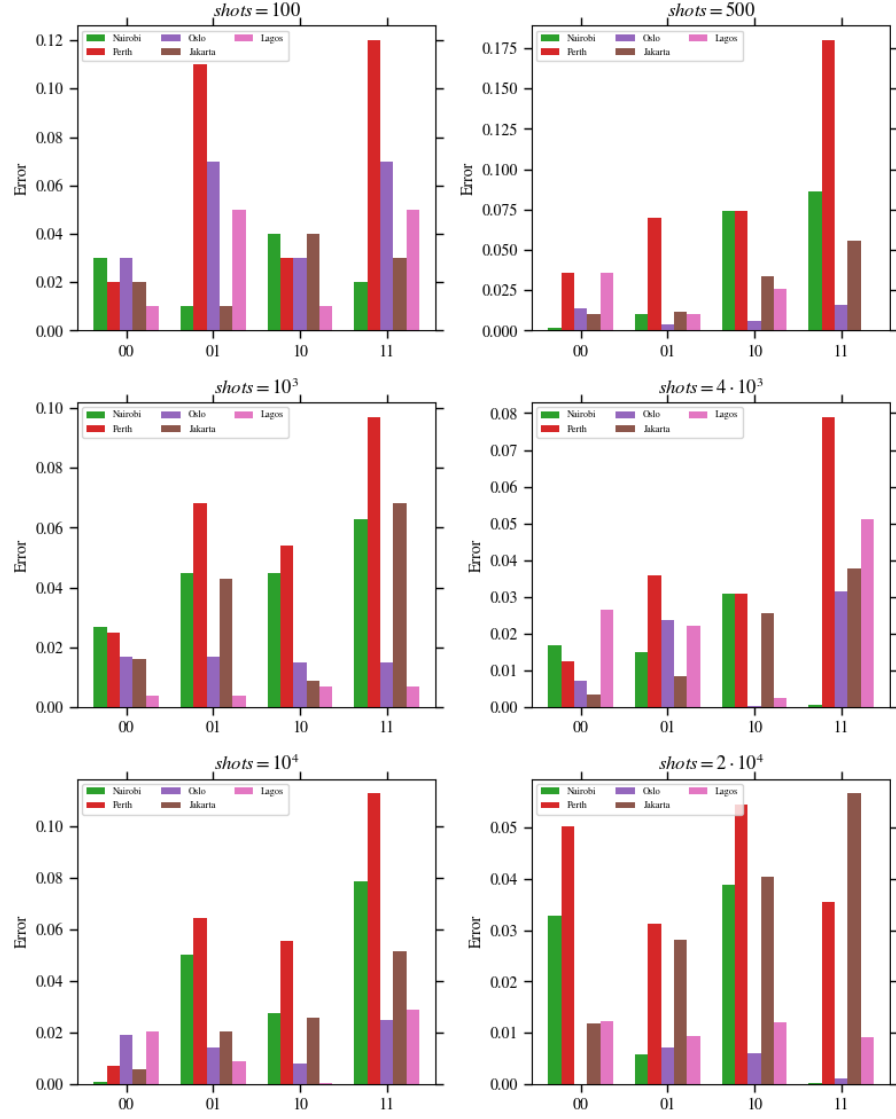 shots = 100
Nairobi Oslo Lagos
Perth Jakarta
Error
0.12
0.10
0.08
0.06
0.04
0.02
0.00
00 01 10 11
shots = 500
Nairobi Oslo Lagos
Perth Jakarta
Error
0.175
0.150
0.125
0.100
0.075
0.050
0.025
0.000
00 01 10 11
shots = 10³
Nairobi Oslo Lagos
Perth Jakarta
Error
0.10
0.08
0.06
0.04
0.02
0.00
00 01 10 11
shots = 4 · 10³
Nairobi Oslo Lagos
Perth Jakarta
Error
0.08
0.07
0.06
0.05
0.04
0.03
0.02
0.01
0.00
00 01 10 11
shots = 10⁴
Nairobi Oslo Lagos
Perth Jakarta
Error
0.10
0.08
0.06
0.04
0.02
0.00
00 01 10 11
shots = 2 · 10⁴
Nairobi Oslo Lagos
Perth Jakarta
Error
0.05
0.04
0.03
0.02
0.01
0.00
00 01 10 11